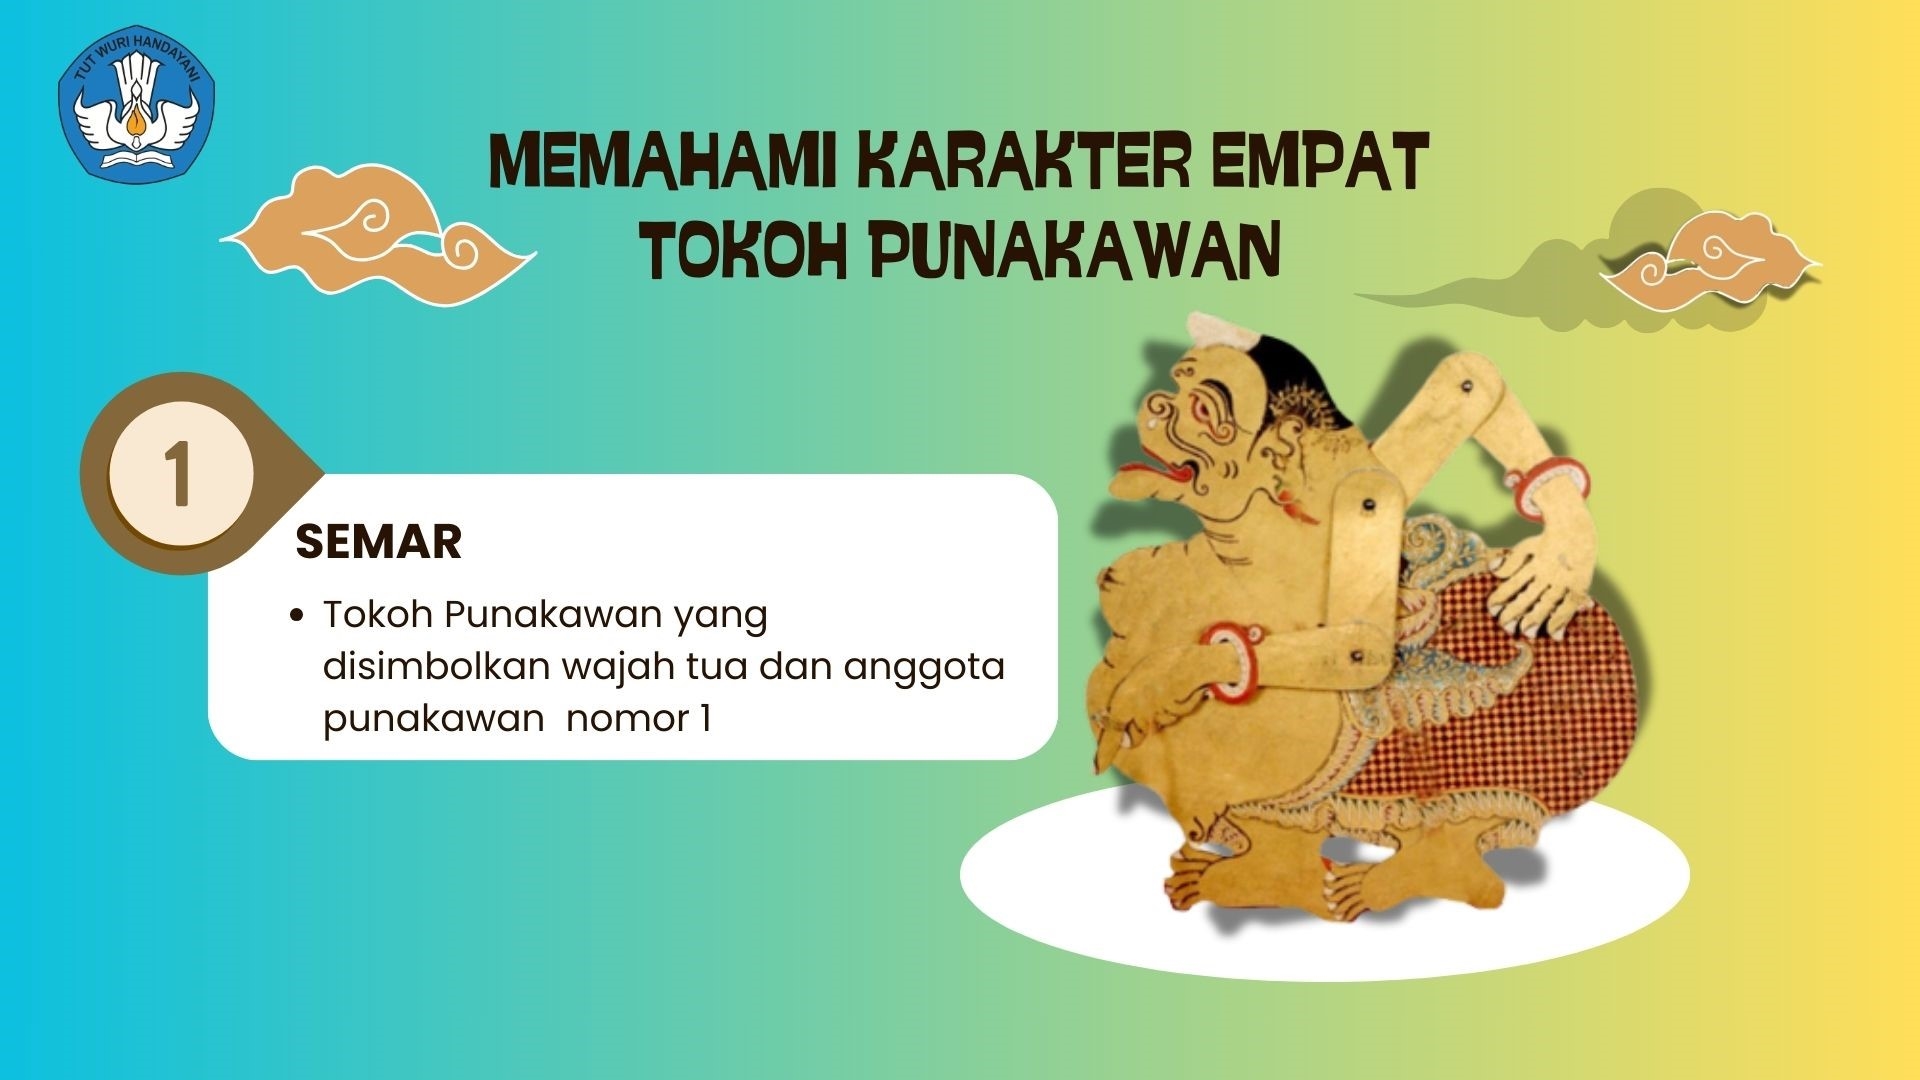 TUT WURI HANDAYANI
MEMAHAMI KARAKTER EMPAT
TOKOH PUNAKAWAN
1
SEMAR
• Tokoh Punakawan yang
disimbolkan wajah tua dan anggota
punakawan  nomor 1